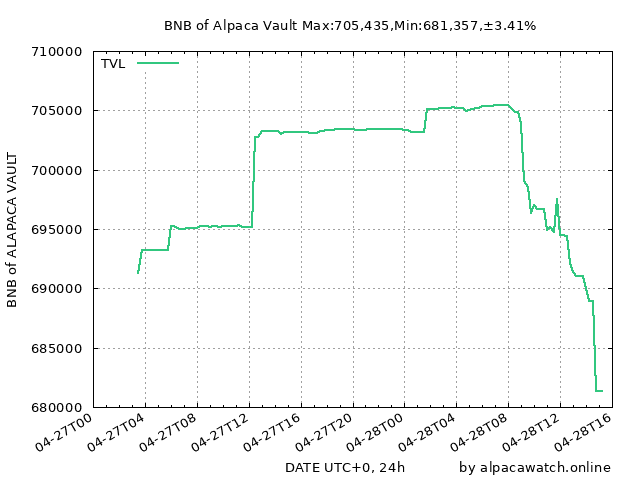 BNB of Alpaca Vault Max:705,435,Min:681,357,±3.41%
TVL
BNB of ALAPACA VAULT
710000
705000
700000
695000
690000
685000
680000
04-27T00
04-27T04
04-27T08
04-27T12
04-27T16
04-27T20
04-28T00
04-28T04
04-28T08
04-28T12
04-28T16
DATE UTC+0, 24h
by alpacawatch.online